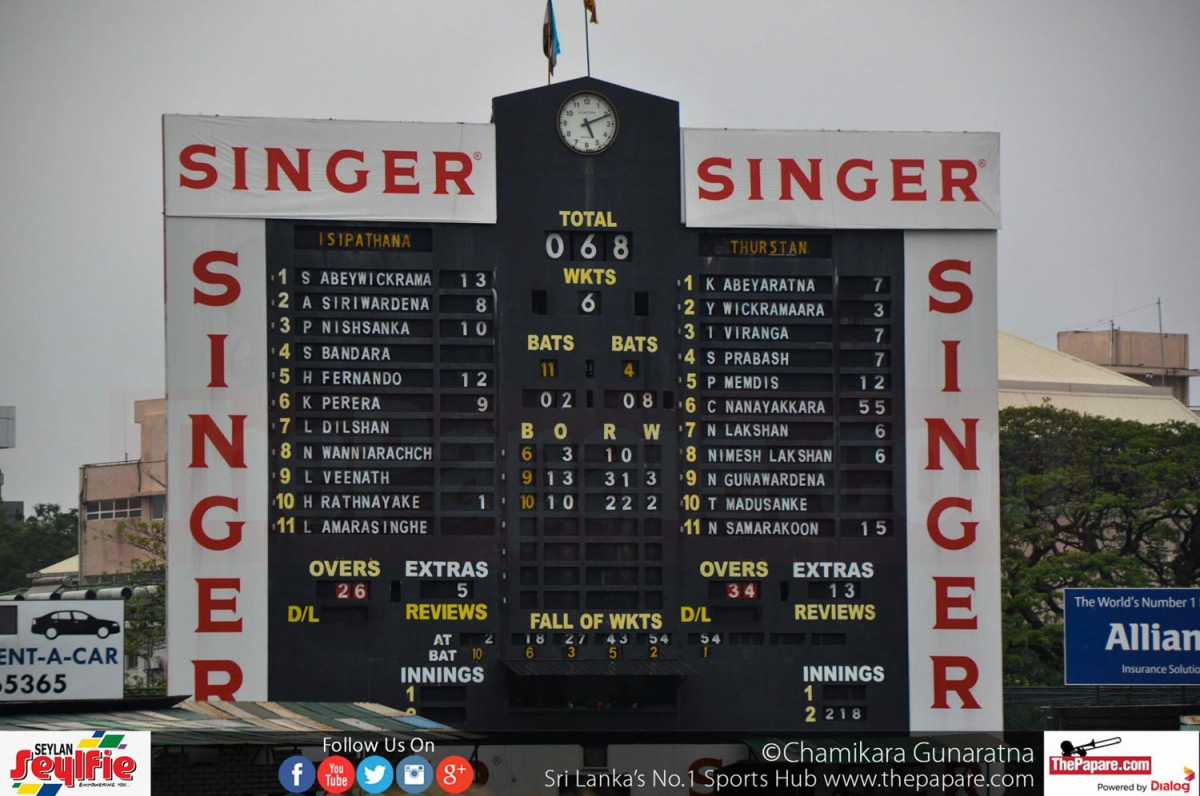 SINGER®
SINGER®
TOTAL
068
WKTS
6
BATS BATS
11 4
02 08
B O R W
6 3 10
9 13 31 3
10 10 22 2
FALL OF WKTS
18 27 43 54 54
6 3 5 2 1
ISIPATHANA
1 S ABEYWICKRAMA 13
2 A SIRIWARDENA 8
3 P NISHSANKA 10
4 S BANDARA
5 H FERNANDO 12
6 K PERERA 9
7 L DILSHAN
8 N WANNIARACHCH
9 L VEENATH
10 H RATHNAYAKE 1
11 L AMARASINGHE
OVERS EXTRAS
26 5
D/L REVIEWS
AT 2
BAT 10
INNINGS
1
THURSTAN
1 K ABEYARATNA 7
2 Y WICKRAMAARA 3
3 T VIRANGA 7
4 S PRABASH 7
5 P MEMDIS 12
6 C NANAYAKKARA 55
7 N LAKSHAN 6
8 NIMESH LAKSHAN 6
9 N GUNAWARDENA
10 T MADUSANKE
11 N SAMARAKOON 15
OVERS EXTRAS
34 13
D/L REVIEWS
INNINGS
1
2 218
SINGER
SINGER
ENT-A-CAR
65365
The World's Number 1
Allian
Insurance Solutio
SEYLAN
Seylfie
EMPOWERING YOU...
Follow Us On
You Tube
©Chamikara Gunaratna
Sri Lanka's No.1 Sports Hub www.thepapare.com
ThePapare.com
Powered by Dialog